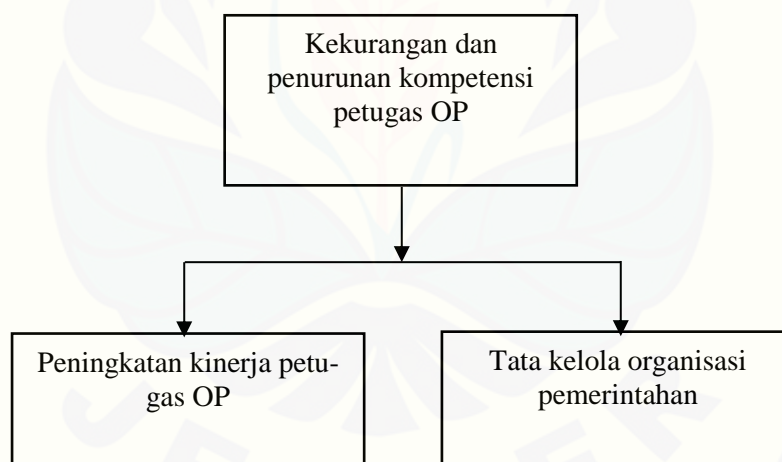 Kekurangan dan
penurunan kompetensi
petugas OP
Peningkatan kinerja petu-
gas OP
Tata kelola organisasi
pemerintahan